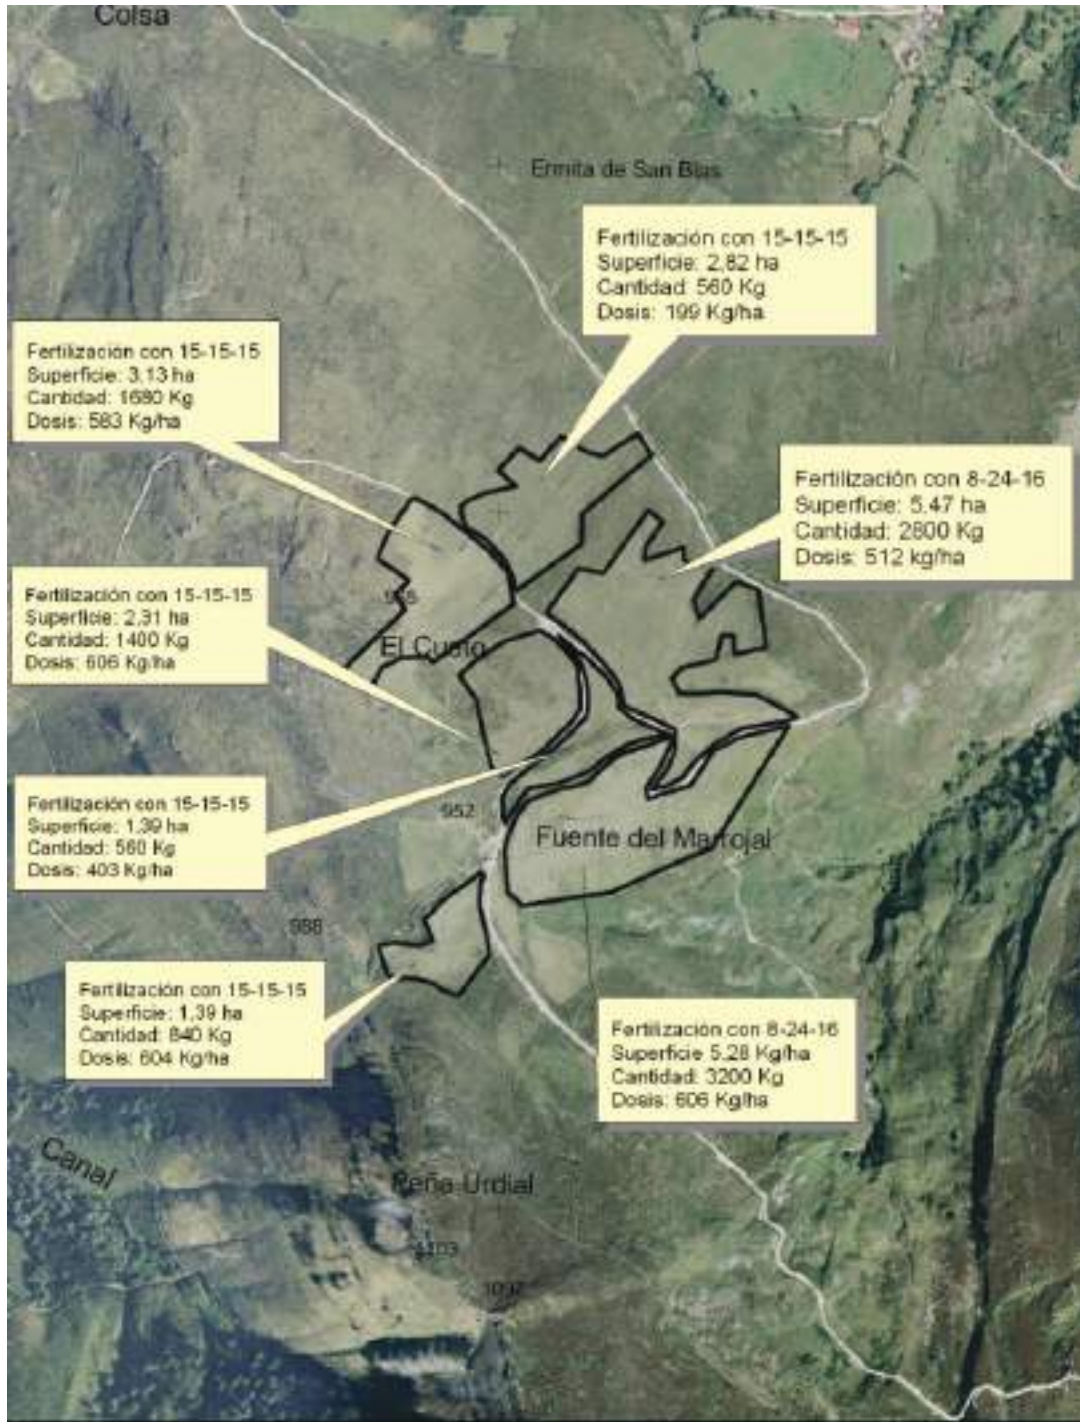 Colsa
Ermita de San Blas
Fertilización con 15-15-15
Superficie: 2,82 ha
Cantidad: 560 Kg
Dosis: 199 Kg/ha
Fertilización con 15-15-15
Superficie: 3,13 ha
Cantidad: 1680 Kg
Dosis: 583 Kg/ha
Fertilización con 8-24-16
Superficie: 5,47 ha
Cantidad: 2800 Kg
Dosis: 512 kg/ha
Fertilización con 15-15-15
Superficie: 2,31 ha
Cantidad: 1400 Kg
Dosis: 606 Kg/ha
El Cueto
Fertilización con 15-15-15
Superficie: 1,39 ha
Cantidad: 560 Kg
Dosis: 403 Kg/ha
952
Fuente del Marrojal
988
Fertilización con 15-15-15
Superficie: 1,39 ha
Cantidad: 840 Kg
Dosis: 604 Kg/ha
Fertilización con 8-24-16
Superficie 5.28 Kg/ha
Cantidad: 3200 Kg
Dosis: 606 Kg/ha
Canal
Peña Urdial
1097